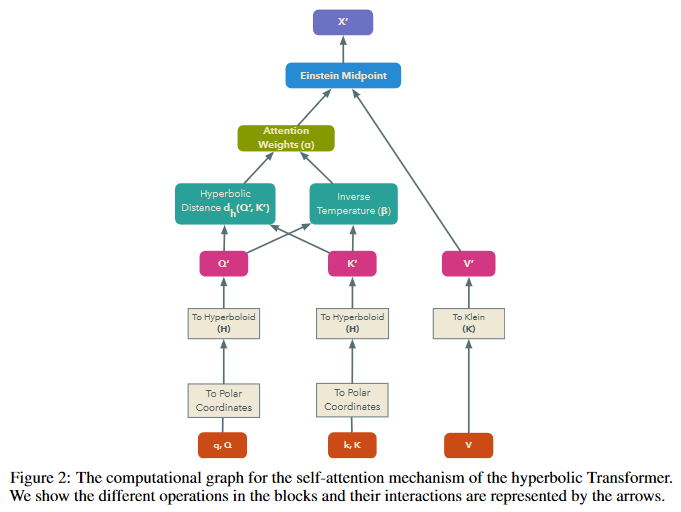 X′
Einstein Midpoint
Attention
Weights (α)
Hyperbolic
Distance dh(Q′, K′)
Inverse
Temperature (β)
Q′
K′
V′
To Hyperboloid
(H)
To Hyperboloid
(H)
To Klein
(K)
To Polar
Coordinates
To Polar
Coordinates
q, Q
k, K
V
Figure 2: The computational graph for the self-attention mechanism of the hyperbolic Transformer.
We show the different operations in the blocks and their interactions are represented by the arrows.